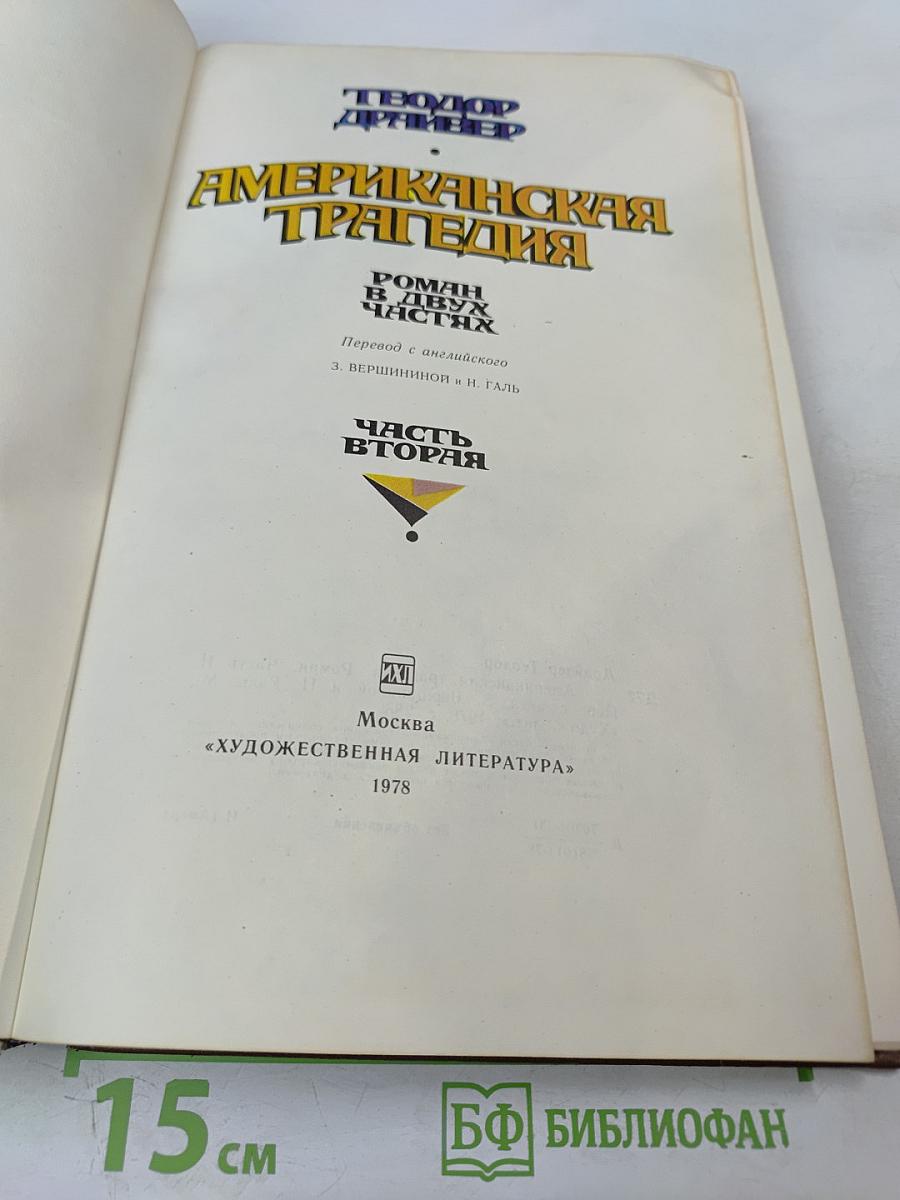 ТЕОДОР
ДРАЙЗЕР
АМЕРИКАНСКАЯ
ТРАГЕДИЯ
РОМАН
В ДВУХ
ЧАСТЯХ
Перевод с английского
З. ВЕРШИНИНОЙ и Н. ГАЛЬ
ЧАСТЬ
ВТОРАЯ
ИХЛ
Москва
«ХУДОЖЕСТВЕННАЯ ЛИТЕРАТУРА»
1978
15 см
БФ БИБЛИОФАН